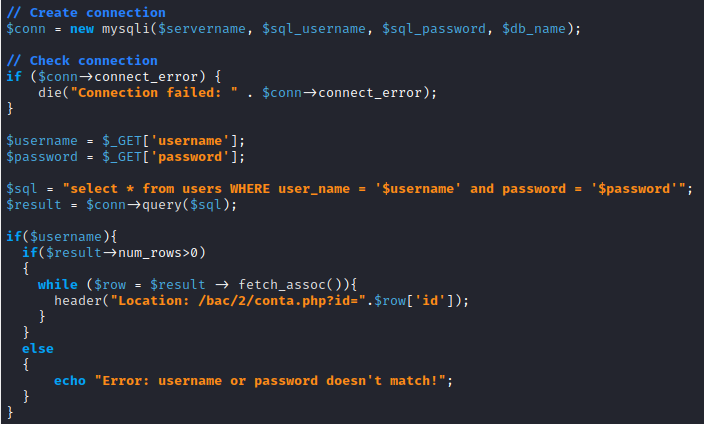 // Create connection
$conn = new mysqli($servername, $sql_username, $sql_password, $db_name);
// Check connection
if ($conn->connect_error) {
die("Connection failed: " . $conn->connect_error);
}
$username = $_GET['username'];
$password = $_GET['password'];
$sql = "select * from users WHERE user_name = '$username' and password = '$password'";
$result = $conn->query($sql);
if($username){
if($result->num_rows>0)
{
while ($row = $result -> fetch_assoc()){
header("Location: /bac/2/conta.php?id=".$row['id']);
}
}
else
{
echo "Error: username or password doesn't match!";
}
}